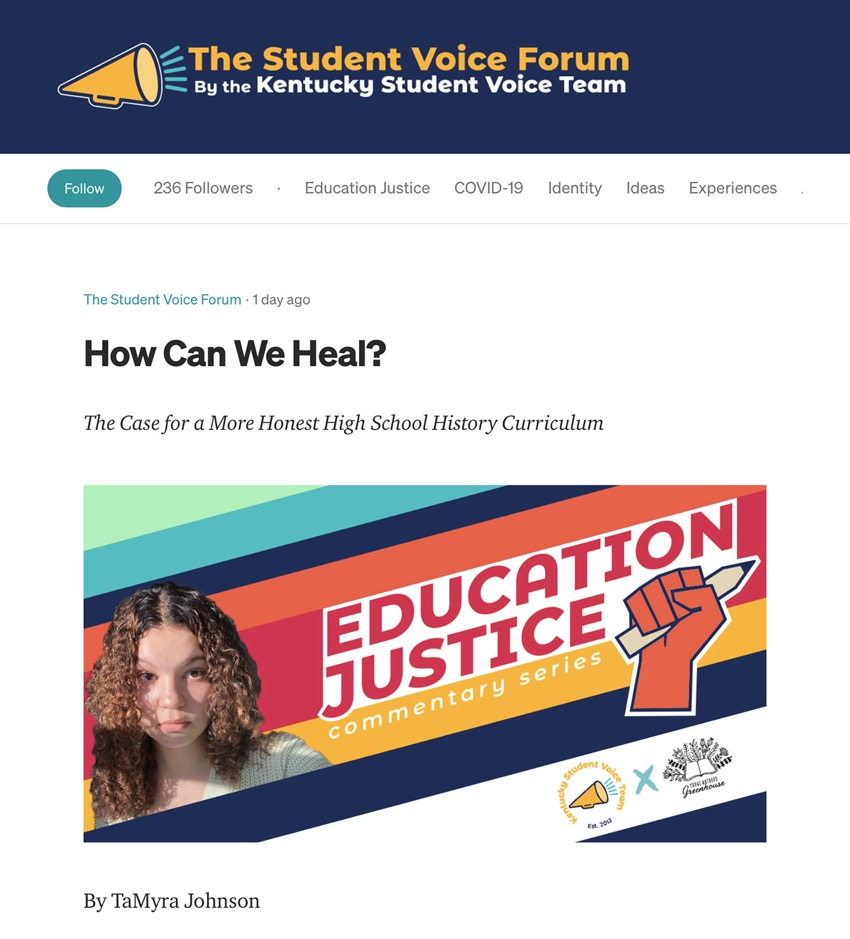 The Student Voice Forum
By the Kentucky Student Voice Team
Follow
236 Followers · Education Justice COVID-19 Identity Ideas Experiences
The Student Voice Forum · 1 day ago
How Can We Heal?
The Case for a More Honest High School History Curriculum
EDUCATION
JUSTICE
commentary series
Kentucky Student Voice Team
Est. 2012
YOUNG AUTHORS
Greenhouse
By TaMyra Johnson